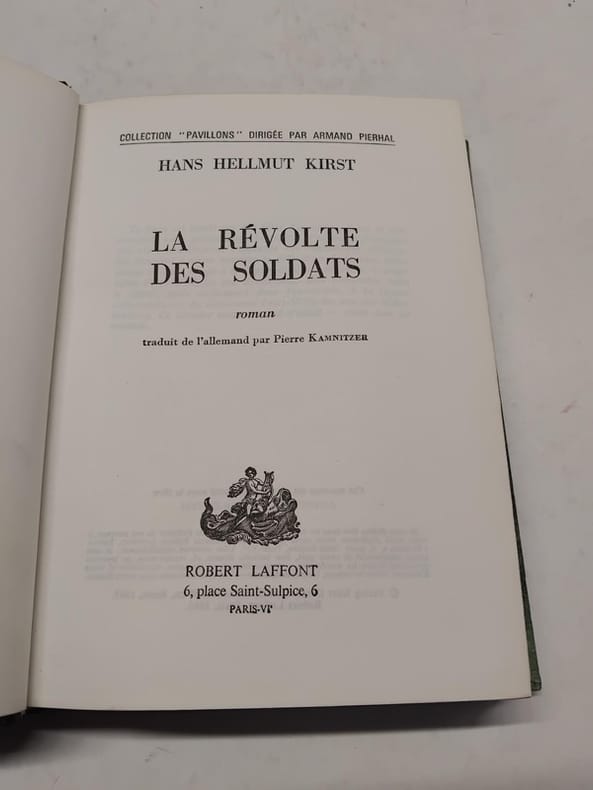 COLLECTION "PAVILLONS" DIRIGÉE PAR ARMAND PIERHAL
HANS HELLMUT KIRST
LA RÉVOLTE
DES SOLDATS
roman
traduit de l'allemand par Pierre KAMNITZER
ROBERT LAFFONT
6, place Saint-Sulpice, 6
PARIS-VIe